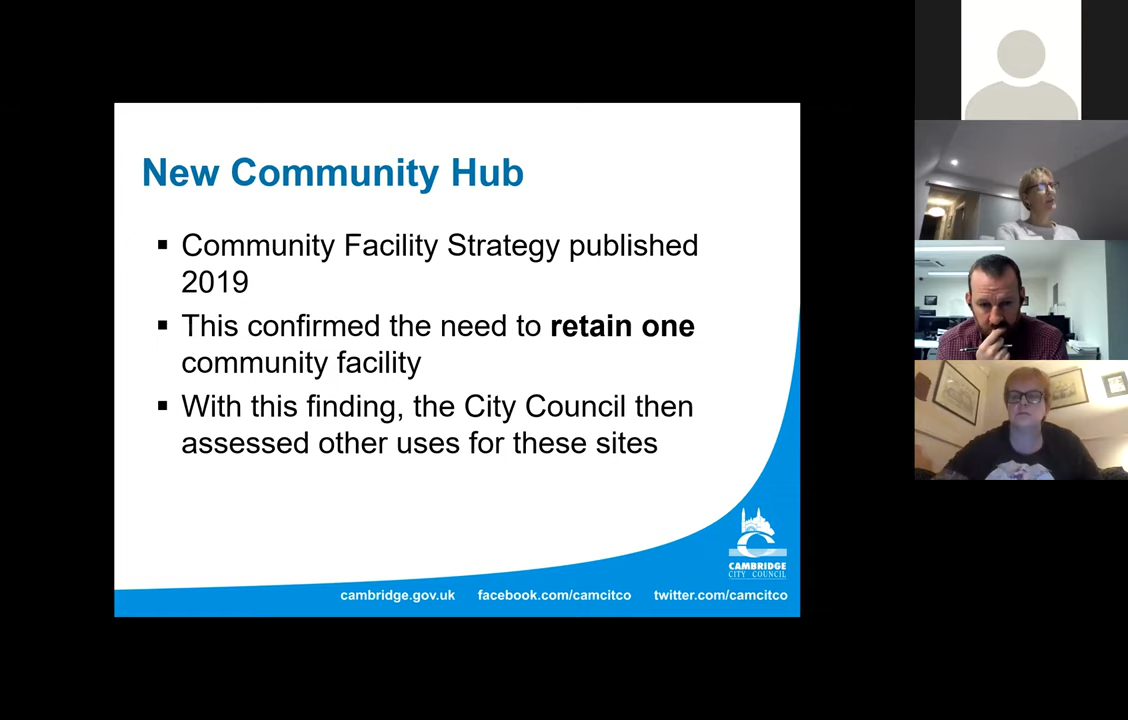 New Community Hub
▪ Community Facility Strategy published
2019
▪ This confirmed the need to retain one
community facility
▪ With this finding, the City Council then
assessed other uses for these sites
CAMBRIDGE
CITY COUNCIL
cambridge.gov.uk facebook.com/camcitco twitter.com/camcitco